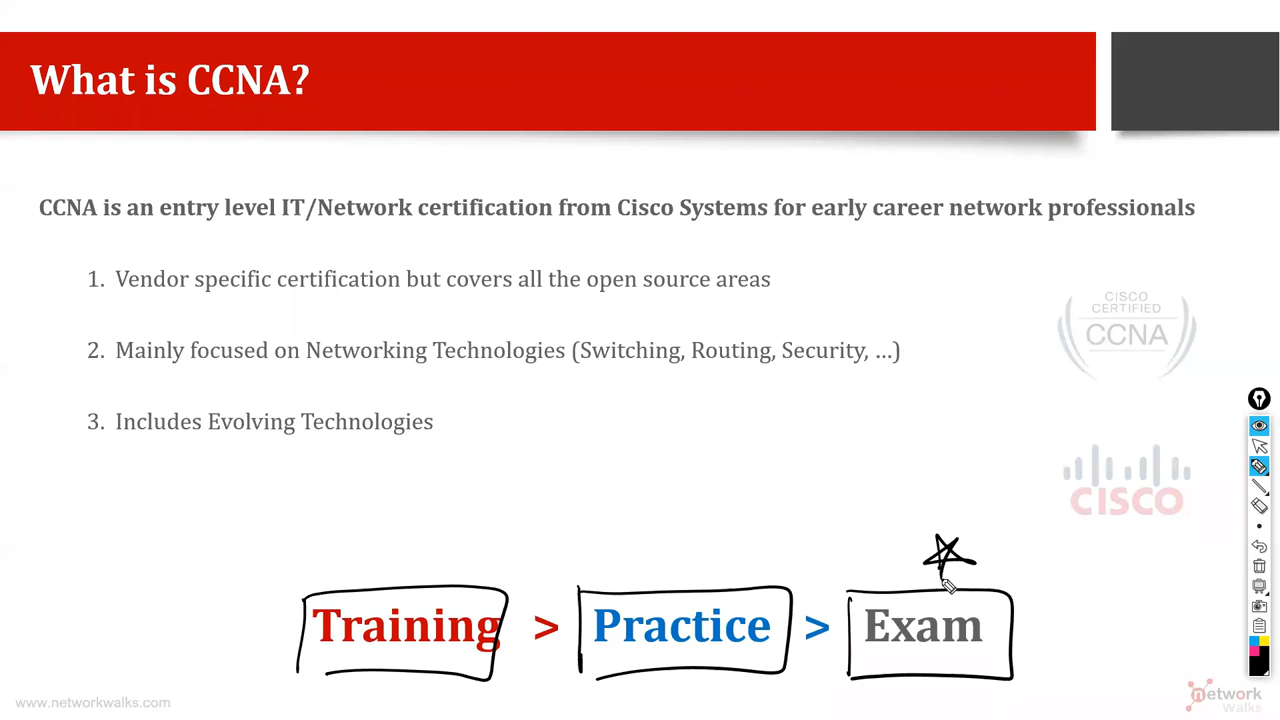 What is CCNA?
CCNA is an entry level IT/Network certification from Cisco Systems for early career network professionals
1. Vendor specific certification but covers all the open source areas
2. Mainly focused on Networking Technologies (Switching, Routing, Security, ...)
3. Includes Evolving Technologies
CISCO
CERTIFIED
CCNA
CISCO
Training > Practice > Exam
www.networkwalks.com
network
Walks